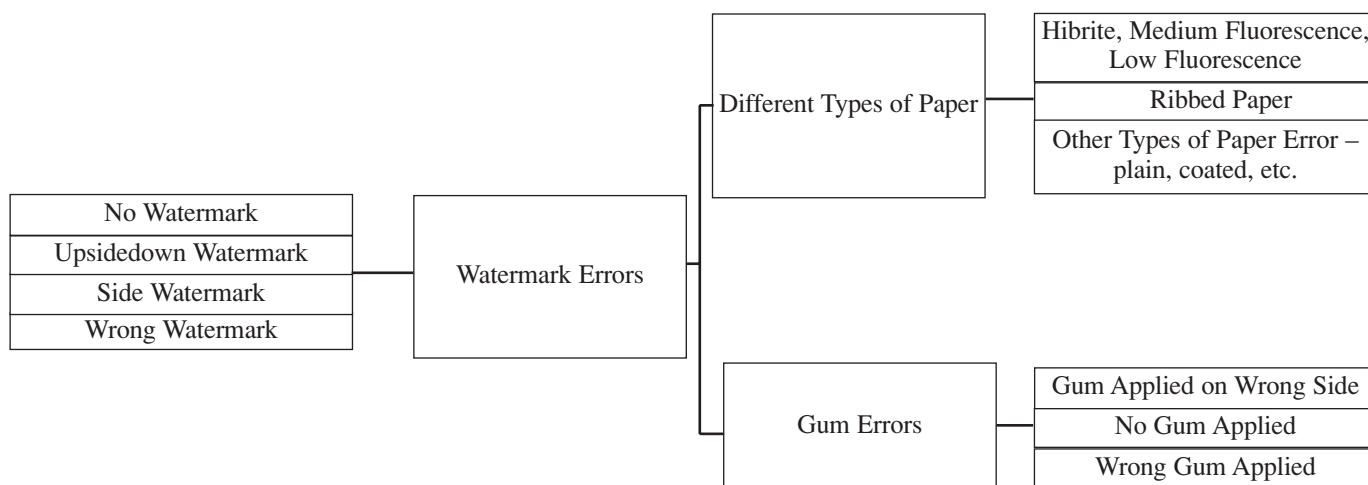 No Watermark
Upsidedown Watermark
Side Watermark
Wrong Watermark
Watermark Errors
Different Types of Paper
Hibrite, Medium Fluorescence,
Low Fluorescence
Ribbed Paper
Other Types of Paper Error –
plain, coated, etc.
Gum Errors
Gum Applied on Wrong Side
No Gum Applied
Wrong Gum Applied